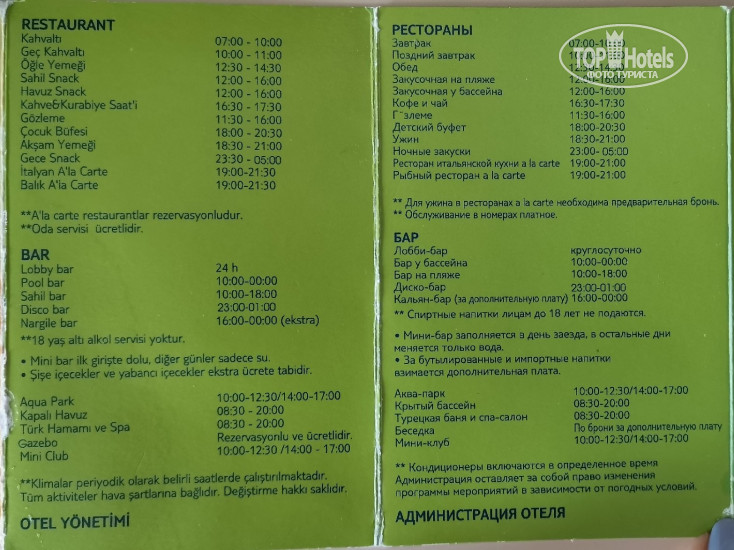 RESTAURANT
Kahvaltı 07:00 - 10:00
Geç Kahvaltı 10:00 - 11:00
Öğle Yemeği 12:30 - 14:30
Sahil Snack 12:00 - 16:00
Havuz Snack 12:00 - 16:00
Kahve&Kurabiye Saat'i 16:30 - 17:30
Gözleme 11:30 - 16:00
Çocuk Büfesi 18:00 - 20:30
Akşam Yemeği 18:30 - 21:00
Gece Snack 23:30 - 05:00
İtalyan A'la Carte 19:00-21:30
Balık A'la Carte 19:00-21:30
**A'la carte restaurantlar rezervasyonludur.
**Oda servisi ücretlidir.
BAR
Lobby bar 24 h
Pool bar 10:00-00:00
Sahil bar 10:00-18:00
Disco bar 23:00-01:00
Nargile bar 16:00-00:00 (ekstra)
**18 yaş altı alkol servisi yoktur.
• Mini bar ilk girişte dolu, diğer günler sadece su.
• Şişe içecekler ve yabancı içecekler ekstra ücrete tabidir.
Aqua Park 10:00-12:30/14:00-17:00
Kapalı Havuz 08:30 - 20:00
Türk Hamamı ve Spa 08:30 - 20:00
Gazebo Rezervasyonlu ve ücretlidir.
Mini Club 10:00-12:30 /14:00 - 17:00
**Klimalar periyodik olarak belirli saatlerde çalıştırılmaktadır.
Tüm aktiviteler hava şartlarına bağlıdır. Değiştirme hakkı saklıdır.
OTEL YÖNETİMİ
РЕСТОРАНЫ
Завтрак 07:00-10:00
Поздний завтрак
Обед 12:30-14:30
Закусочная на пляже 12:00-16:00
Закусочная у бассейна 12:00-16:00
Кофе и чай 16:30-17:30
Г¨злеме 11:30-16:00
Детский буфет 18:00-20:30
Ужин 18:30-21:00
Ночные закуски 23:00- 05:00
Ресторан итальянской кухни a la carte 19:00-21:00
Рыбный ресторан a la carte 19:00-21:00
** Для ужина в ресторанах a la carte необходима предварительная бронь.
** Обслуживание в номерах платное.
БАР
Лобби-бар круглосуточно
Бар у бассейна 10:00-00:00
Бар на пляже 10:00-18:00
Диско-бар 23:00-01:00
Кальян-бар (за дополнительную плату) 16:00-00:00
** Спиртные напитки лицам до 18 лет не подаются.
• Мини-бар заполняется в день заезда, в остальные дни
меняется только вода.
• За бутылированные и импортные напитки
взимается дополнительная плата.
Аква-парк 10:00-12:30/14:00-17:00
Крытый бассейн 08:30-20:00
Турецкая баня и спа-салон 08:30-20:00
Беседка По брони за дополнительную плату
Мини-клуб 10:00-12:30/14:00-17:00
** Кондиционеры включаются в определенное время
Администрация оставляет за собой право изменения
программы мероприятий в зависимости от погодных условий.
АДМИНИСТРАЦИЯ ОТЕЛЯ
TOP Hotels
ФОТО ТУРИСТА